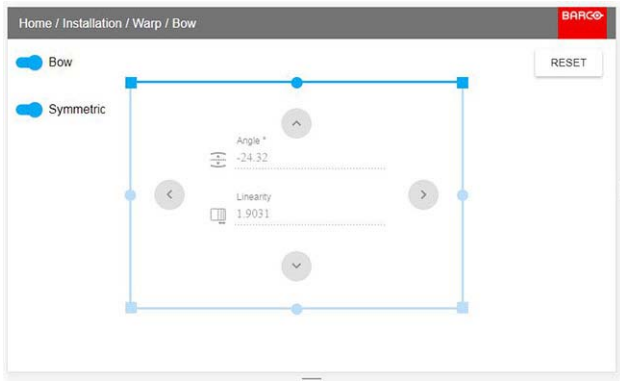 Home / Installation / Warp / Bow
BARCO
Bow
RESET
Symmetric
Angle *
-24.32
Linearity
1.9031